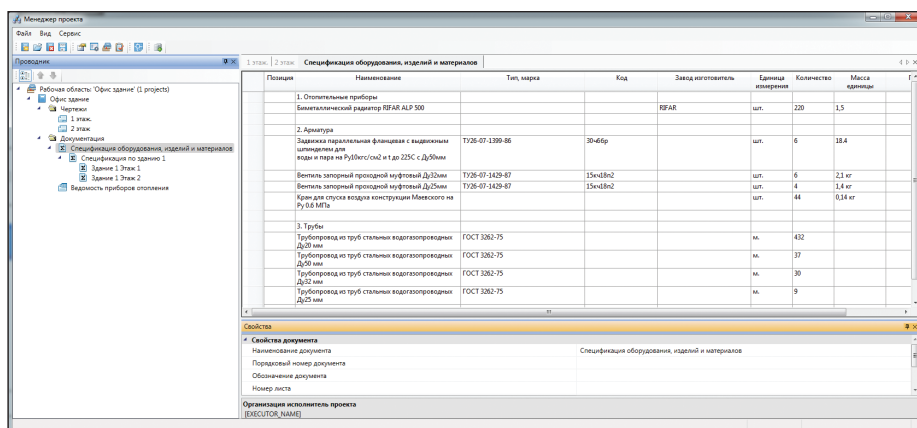 Менеджер проекта
Файл Вид Сервис
Проводник
1 этаж. 2 этаж Спецификация оборудования, изделий и материалов
Рабочая область: 'Офис здание' (1 projects)
Офис здание
Чертежи
1 этаж.
2 этаж
Документация
Спецификация оборудования, изделий и материалов
Спецификация по зданию 1
Здание 1 Этаж 1
Здание 1 Этаж 2
Ведомость приборов отопления
Позиция Наименование Тип, марка Код Завод изготовитель Единица измерения Количество Масса единицы
1. Отопительные приборы
Биметаллический радиатор RIFAR ALP 500 RIFAR шт. 220 1,5
2. Арматура
Задвижка параллельная фланцевая с выдвижным ТУ26-07-1399-86 30ч6бр шт. 6 18.4
шпинделем для
воды и пара на Ру10кгс/см2 и t до 225С с Ду50мм
Вентиль запорный проходной муфтовый Ду32мм ТУ26-07-1429-87 15кч18п2 шт. 6 2,1 кг
Вентиль запорный проходной муфтовый Ду25мм ТУ26-07-1429-87 15кч18п2 шт. 4 1,4 кг
Кран для спуска воздуха конструкции Маевского на шт. 44 0,14 кг
Ру 0.6 МПа
3. Трубы
Трубопровод из труб стальных водогазопроводных ГОСТ 3262-75 м. 432
Ду20 мм
Трубопровод из труб стальных водогазопроводных ГОСТ 3262-75 м. 37
Ду50 мм
Трубопровод из труб стальных водогазопроводных ГОСТ 3262-75 м. 30
Ду32 мм
Трубопровод из труб стальных водогазопроводных ГОСТ 3262-75 м. 9
Ду25 мм
Свойства
Свойства документа
Наименование документа Спецификация оборудования, изделий и материалов
Порядковый номер документа
Обозначение документа
Номер листа
Организация исполнитель проекта
[EXECUTOR_NAME]